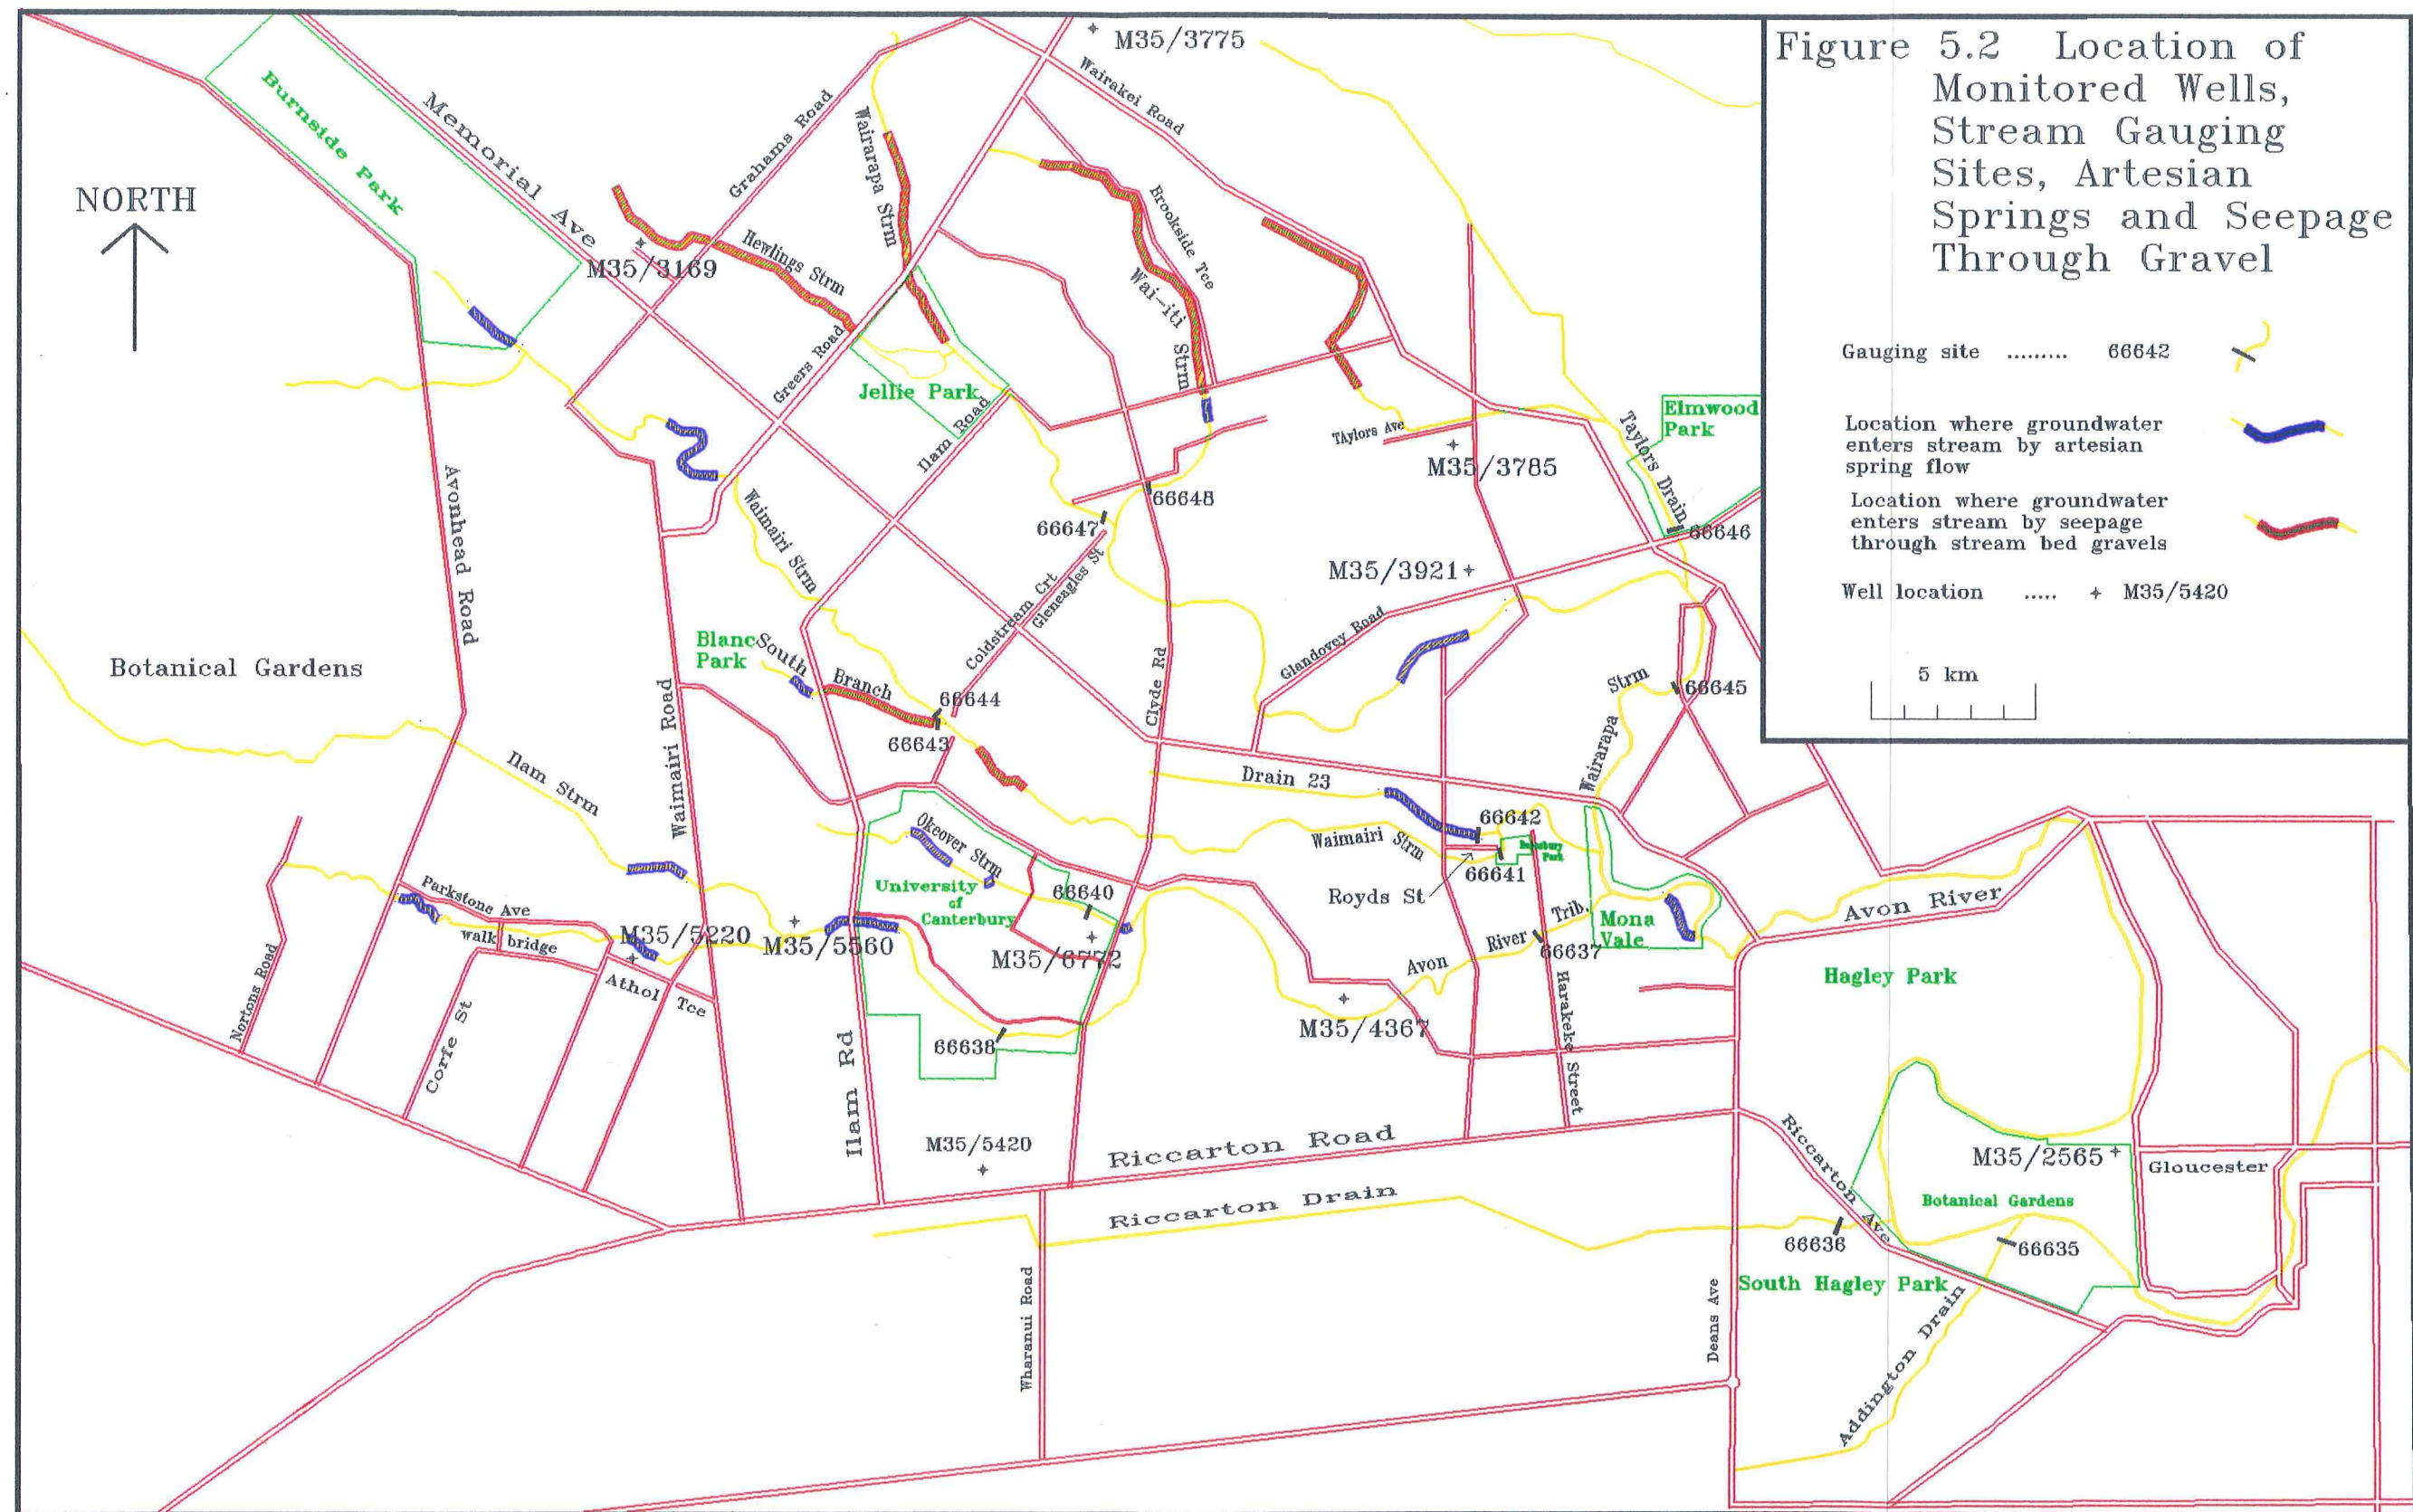 Figure 5.2 Location of
Monitored Wells,
Stream Gauging
Sites, Artesian
Springs and Seepage
Through Gravel
Gauging site ......... 66642
Location where groundwater
enters stream by artesian
spring flow
Location where groundwater
enters stream by seepage
through stream bed gravels
Well location ..... M35/5420
5 km
NORTH
Burnside Park
Memorial Ave
Grahams Road
Wairarapa Strm
M35/3775
Wairakei Road
Hewlings Strm
M35/3169
Brookside Tce
Wai-iti Strm
Greers Road
Jellie Park
Ilam Road
TAylors Ave
M35/3785
Taylors Drain
Elmwood
Park
Avonhead Road
Waimairi Strm
66648
66647
66646
M35/3921
Coldstream Crt
Gleneagles St
Glandovey Road
Botanical Gardens
Blanc
Park
South Branch
66644
66643
Waimairi Road
Clyde Rd
Strm
66645
Wairarapa
Ilam Strm
Drain 23
66642
Waimairi Strm
Park
66641
Royds St
Okeover Strm
University
of
Canterbury
66640
Parkstone Ave
walk bridge
M35/5220
M35/5560
M35/6772
Avon River Trib.
66637
Mona
Vale
Avon River
Hagley Park
Nortons Road
Corfe St
Athol Tce
66638
M35/4367
Harakeke Street
Ilam Rd
M35/5420
Riccarton Road
Riccarton Drain
Riccarton Ave
M35/2565
Gloucester
Botanical Gardens
66636
66635
South Hagley Park
Wharanui Road
Deans Ave
Addington Drain